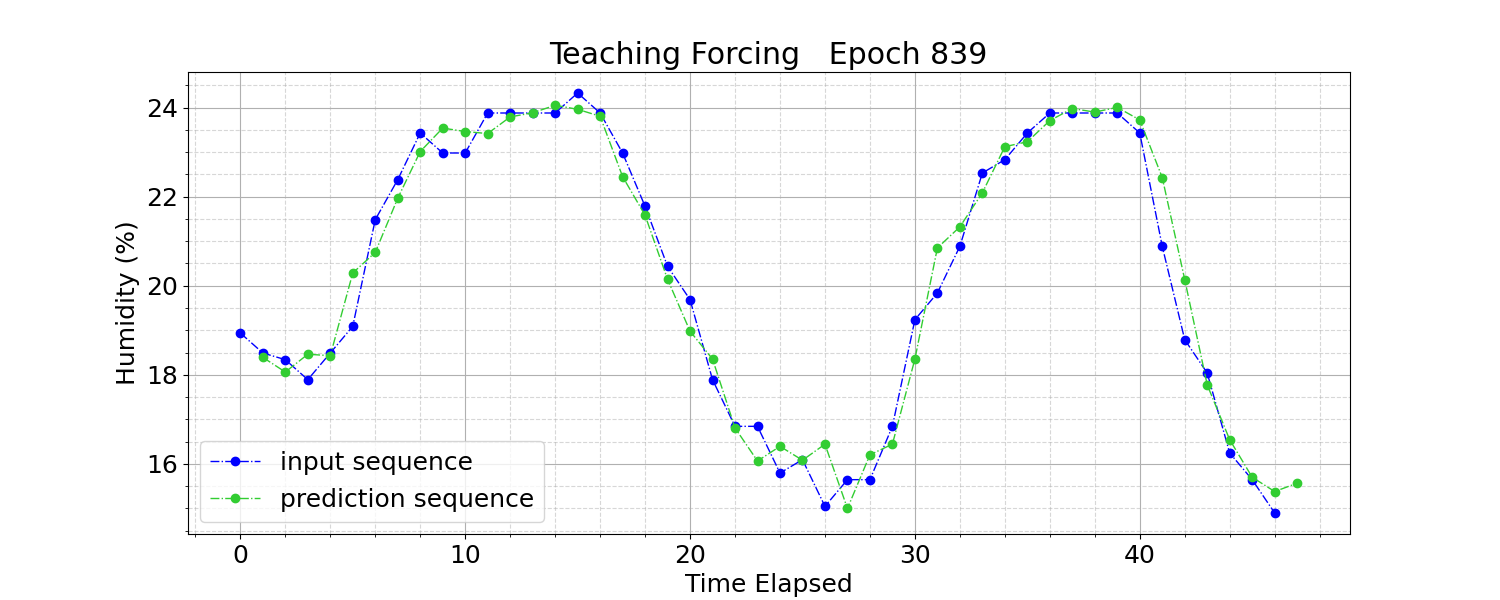 Teaching Forcing   Epoch 839
Humidity (%)
24
22
20
18
16
input sequence
prediction sequence
0 10 20 30 40
Time Elapsed